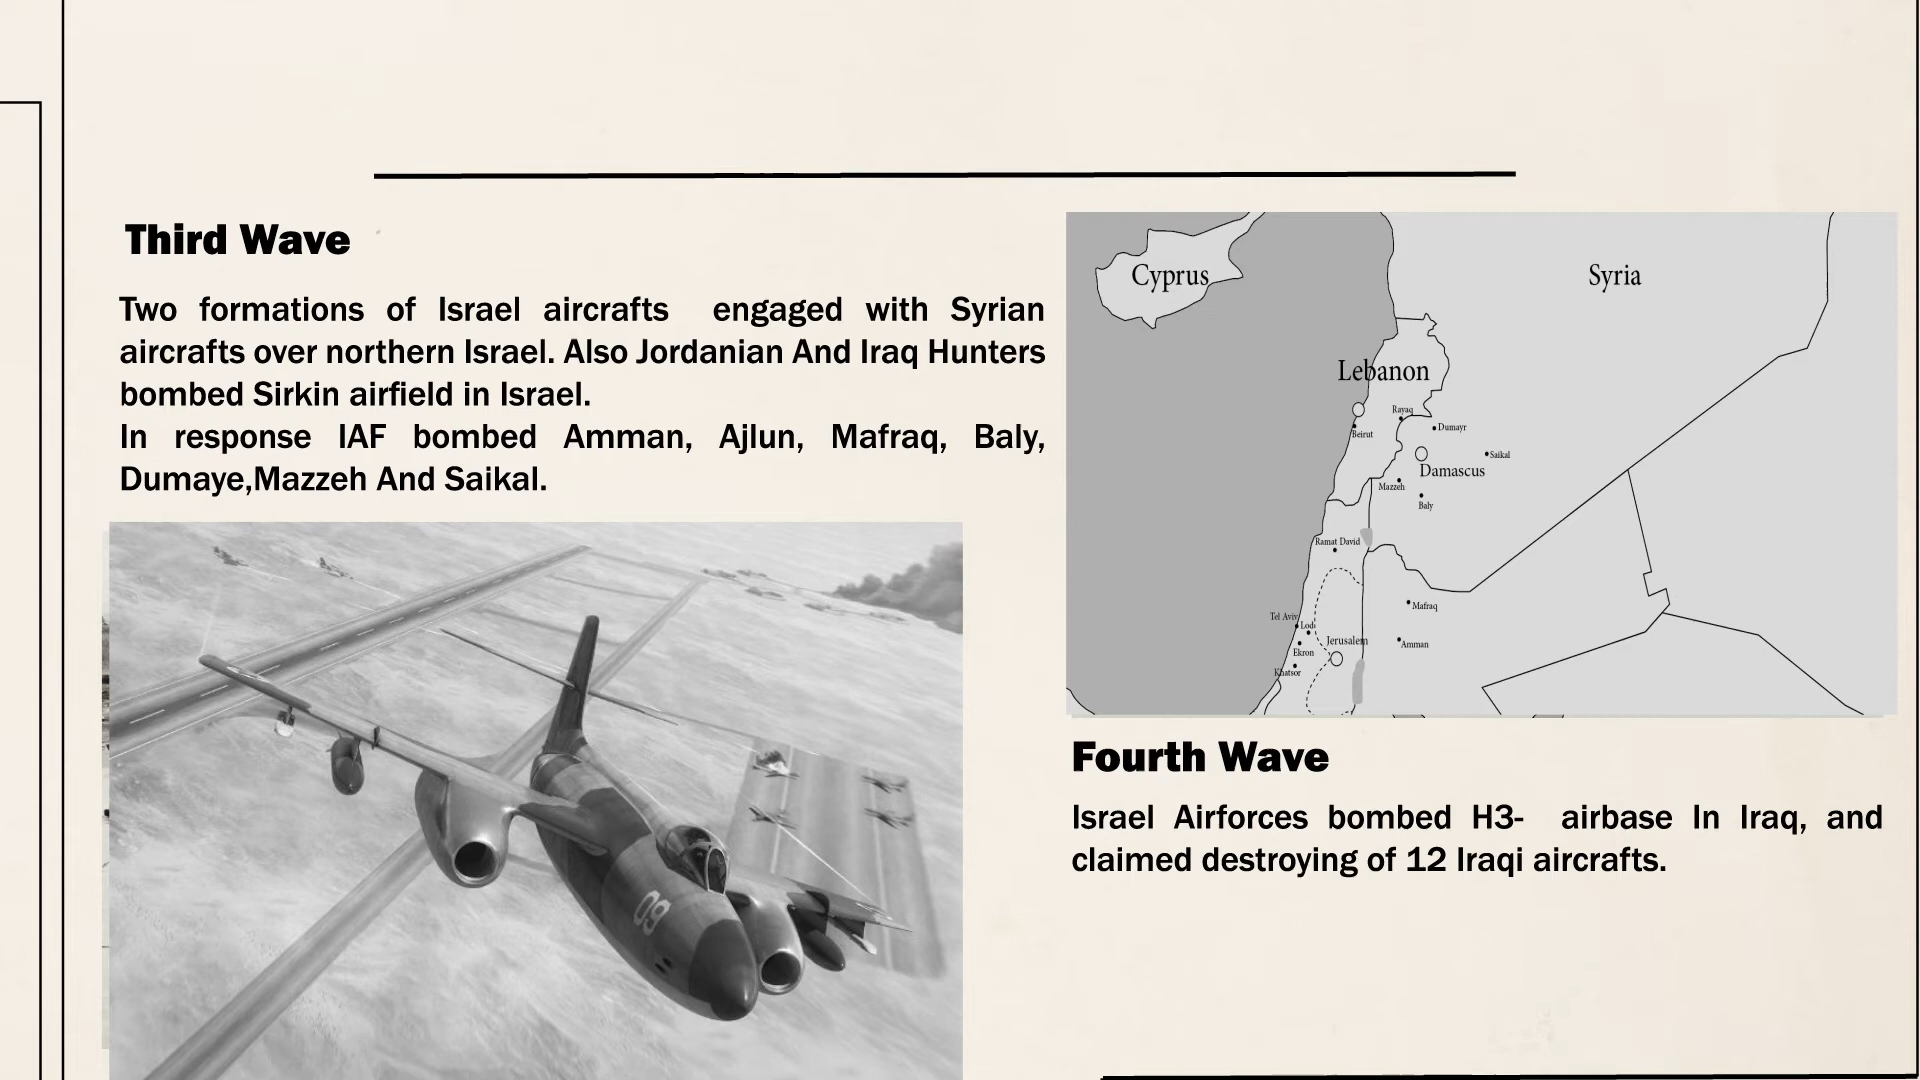 Third Wave
Two formations of Israel aircrafts engaged with Syrian
aircrafts over northern Israel. Also Jordanian And Iraq Hunters
bombed Sirkin airfield in Israel.
In response IAF bombed Amman, Ajlun, Mafraq, Baly,
Dumaye,Mazzeh And Saikal.
09
Cyprus
Syria
Lebanon
Rayaq
Beirut
Dumayr
Saikal
Damascus
Mazzeh
Baly
Ramat David
Mafraq
Tel Aviv
Lod
Jerusalem
Amman
Ekron
Khatsor
Fourth Wave
Israel Airforces bombed H3- airbase In Iraq, and
claimed destroying of 12 Iraqi aircrafts.